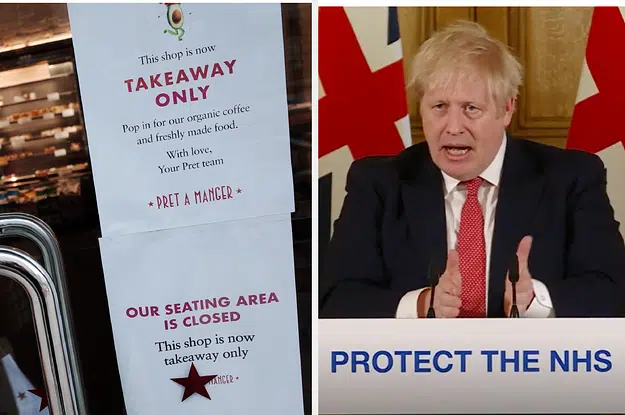 This shop is now
TAKEAWAY
ONLY
Pop in for our organic coffee
and freshly made food.
With love,
Your Pret team
★ PRET A MANGER ★
OUR SEATING AREA
IS CLOSED
This shop is now
takeaway only
MANGER ★
PROTECT THE NHS